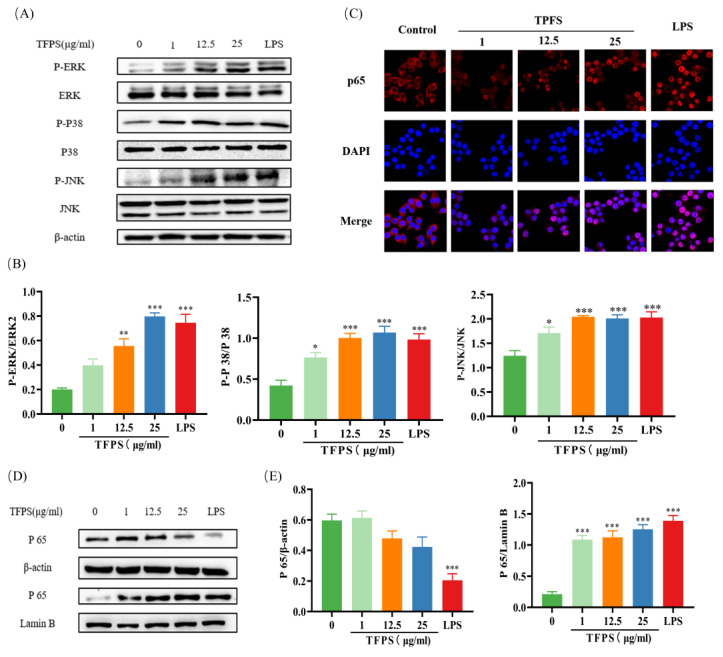 (A)
TFPS(μg/ml)
0 1 12.5 25 LPS
P-ERK
ERK
P-P38
P38
P-JNK
JNK
β-actin
(C)
TPFS
Control 1 12.5 25 LPS
p65
DAPI
Merge
(B)
P-ERK/ERK2
0.8
0.6
0.4
0.2
0.0
** *** ***
0 1 12.5 25 LPS
TFPS( μg/ml)
P-P 38/P 38
1.5
1.0
0.5
0.0
* *** *** ***
0 1 12.5 25 LPS
TFPS( μg/ml)
P-JNK/JNK
2.5
2.0
1.5
1.0
0.5
0.0
* *** *** ***
0 1 12.5 25 LPS
TFPS( μg/ml)
(D)
TFPS(μg/ml)
0 1 12.5 25 LPS
P 65
β-actin
P 65
Lamin B
(E)
P 65/β-actin
0.8
0.6
0.4
0.2
0.0
***
0 1 12.5 25 LPS
TFPS( μg/ml)
P 65/Lamin B
2.0
1.5
1.0
0.5
0.0
*** *** *** ***
0 1 12.5 25 LPS
TFPS( μg/ml)